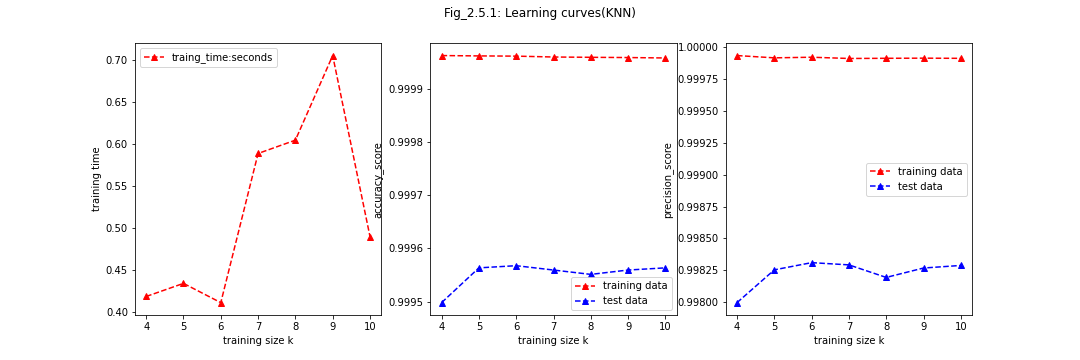 Fig_2.5.1: Learning curves(KNN)
traing_time:seconds
training time
0.70
0.65
0.60
0.55
0.50
0.45
0.40
4 5 6 7 8 9 10
training size k
accuracy_score
0.9999
0.9998
0.9997
0.9996
0.9995
training data
test data
4 5 6 7 8 9 10
training size k
precision_score
1.00000
0.99975
0.99950
0.99925
0.99900
0.99875
0.99850
0.99825
0.99800
training data
test data
4 5 6 7 8 9 10
training size k